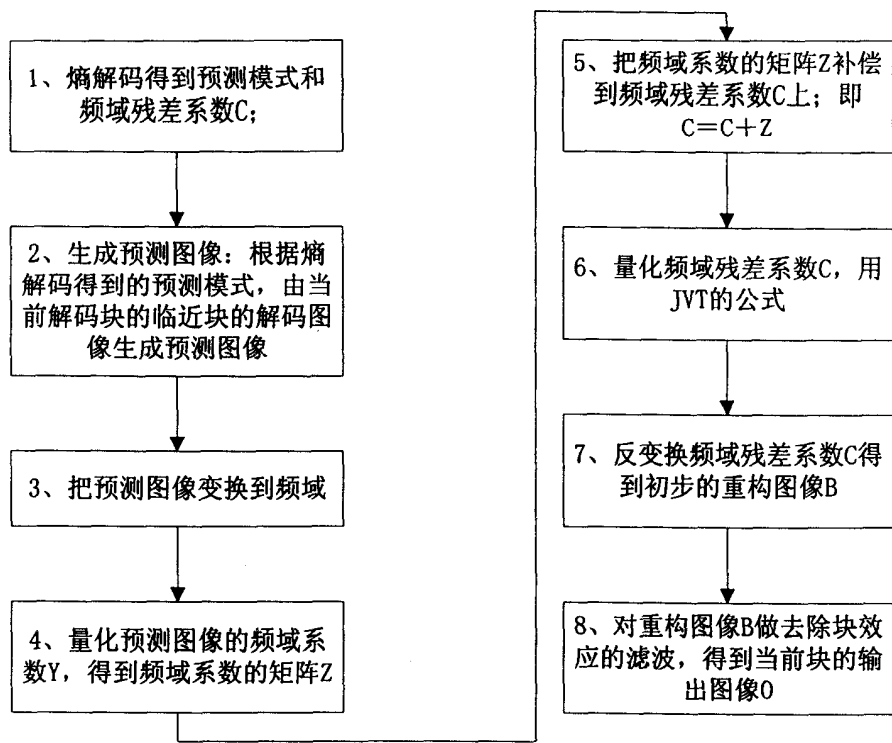 1、熵解码得到预测模式和
频域残差系数C；
2、生成预测图像：根据熵
解码得到的预测模式，由当
前解码块的临近块的解码图
像生成预测图像
3、把预测图像变换到频域
4、量化预测图像的频域系
数Y，得到频域系数的矩阵Z
5、把频域系数的矩阵Z补偿
到频域残差系数C上；即
C＝C＋Z
6、量化频域残差系数C，用
JVT的公式
7、反变换频域残差系数C得
到初步的重构图像B
8、对重构图像B做去除块效
应的滤波，得到当前块的输
出图像O